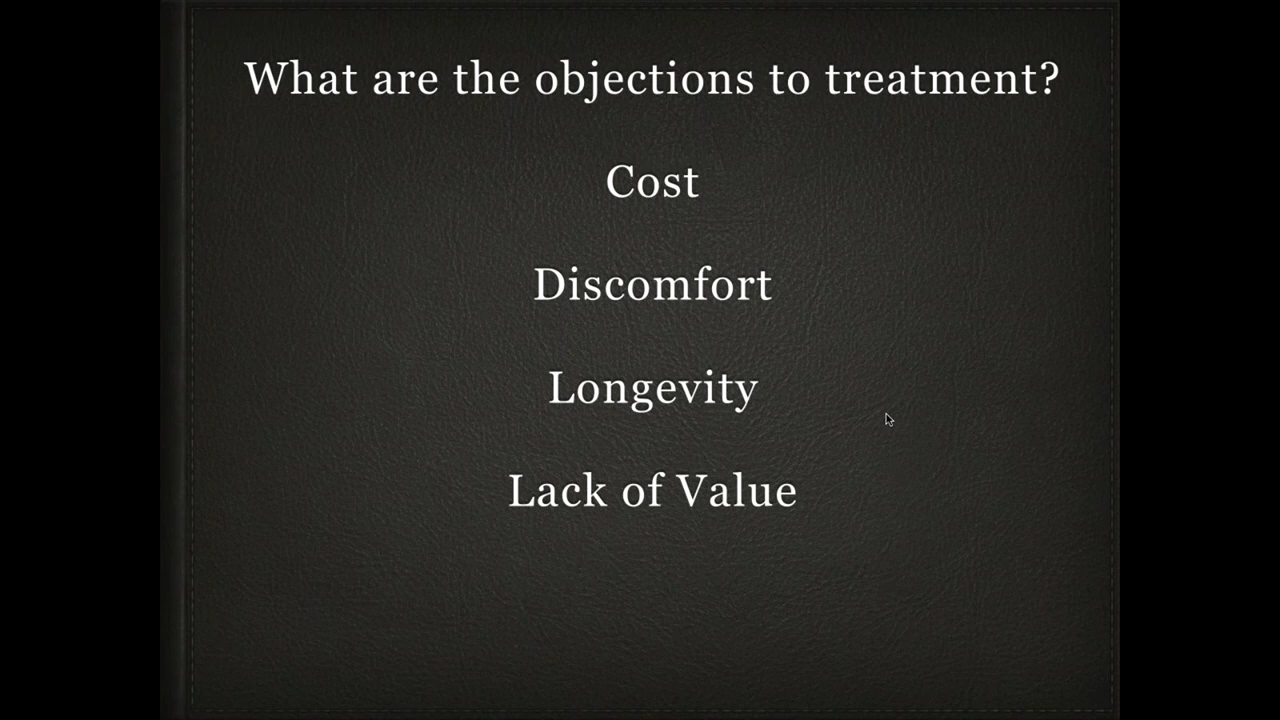 What are the objections to treatment?
Cost
Discomfort
Longevity
Lack of Value